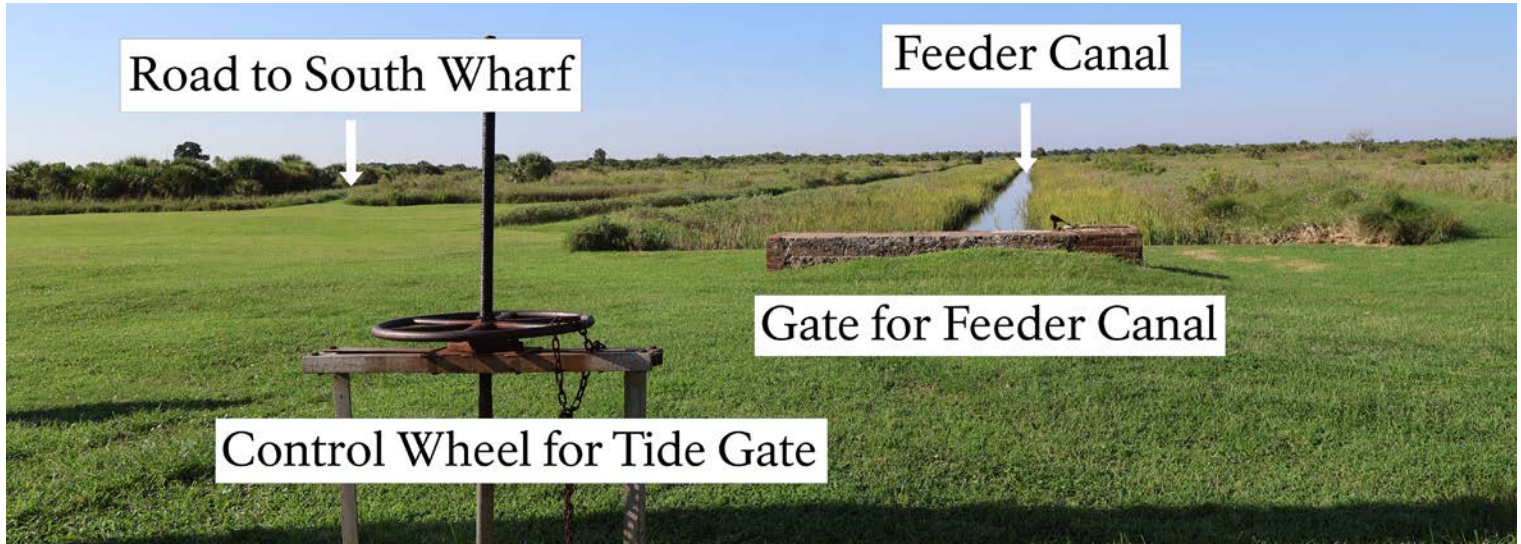 Road to South Wharf
Feeder Canal
Gate for Feeder Canal
Control Wheel for Tide Gate